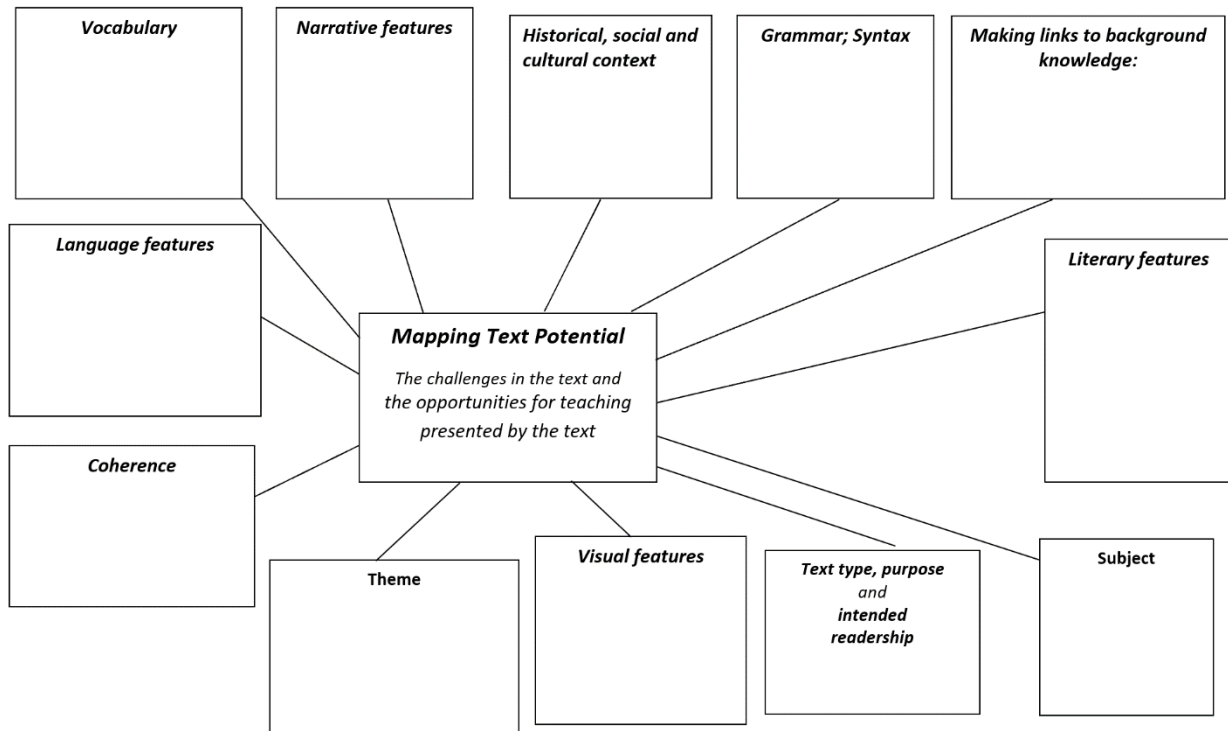 Vocabulary
Narrative features
Historical, social and
cultural context
Grammar; Syntax
Making links to background
knowledge:
Language features
Literary features
Mapping Text Potential
The challenges in the text and
the opportunities for teaching
presented by the text
Coherence
Theme
Visual features
Text type, purpose
and
intended
readership
Subject